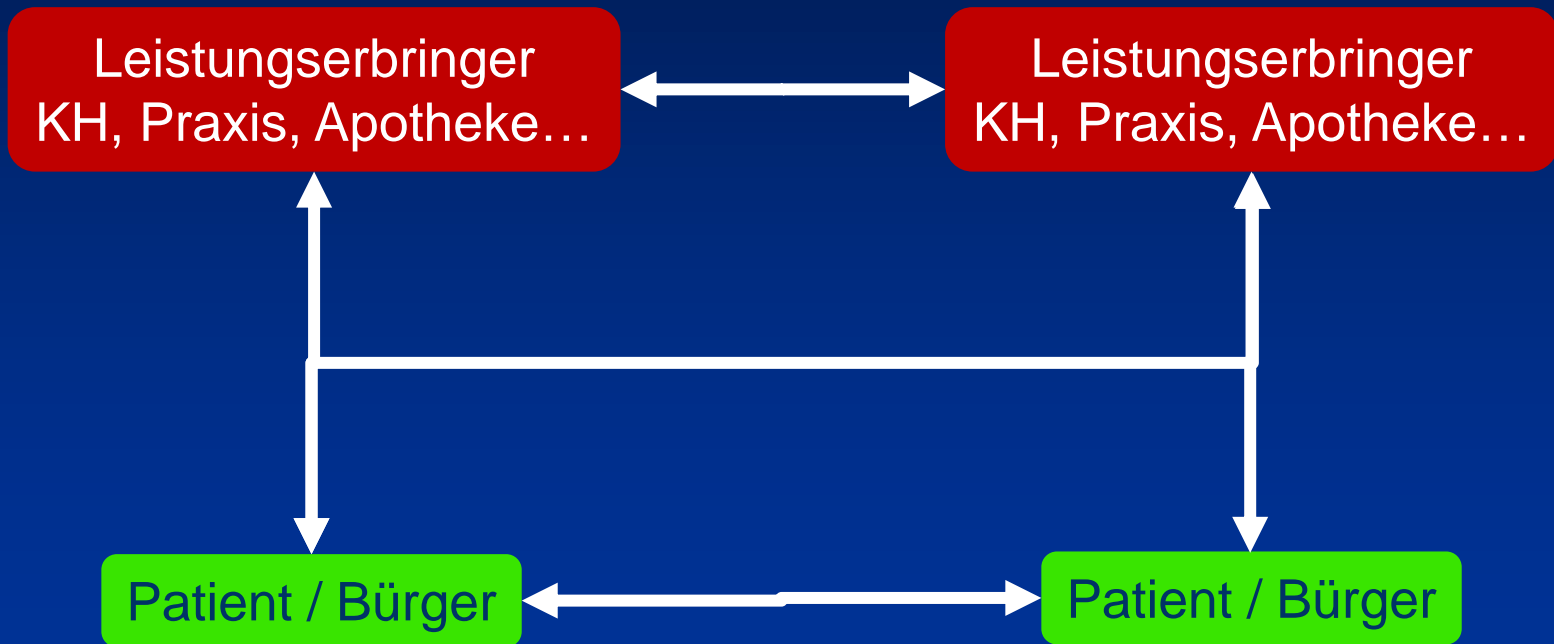 Leistungserbringer
KH, Praxis, Apotheke…
Leistungserbringer
KH, Praxis, Apotheke…
Patient / Bürger
Patient / Bürger